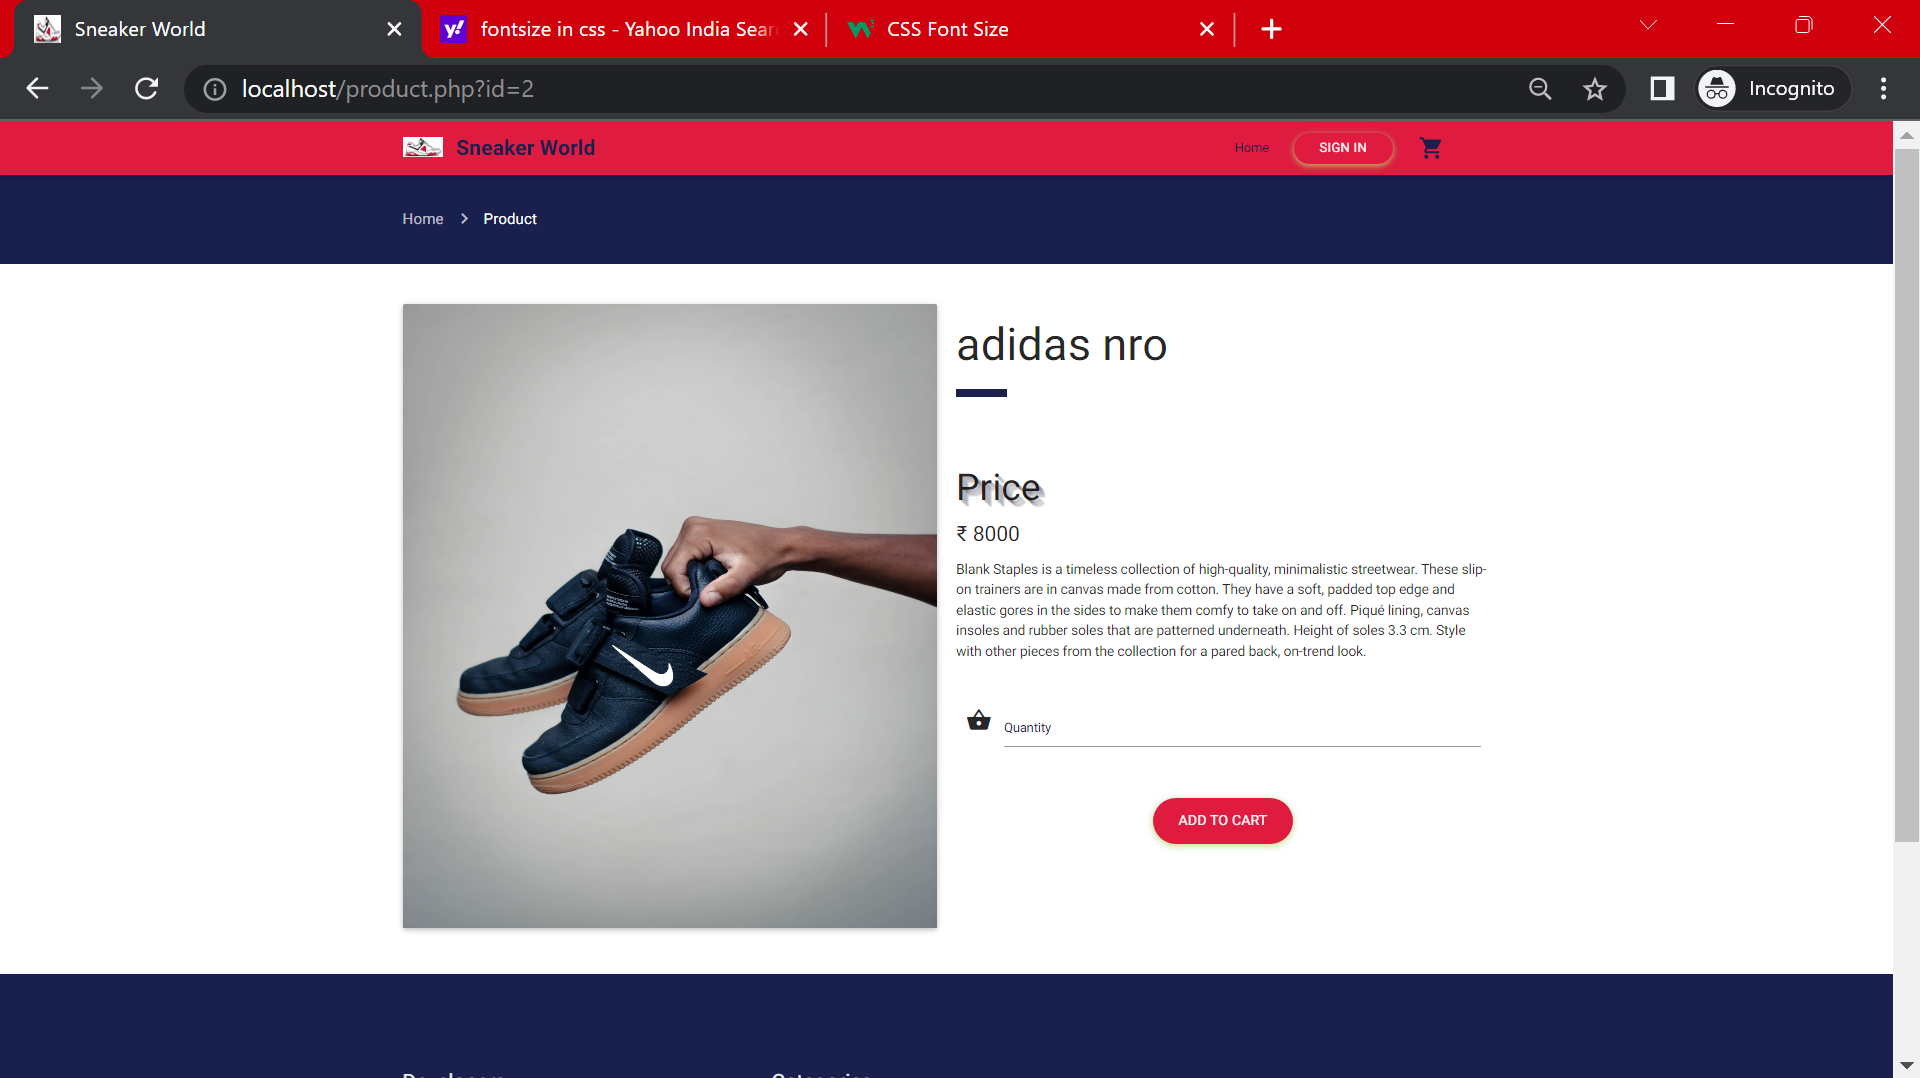 Sneaker World
fontsize in css - Yahoo India Sear
CSS Font Size
localhost/product.php?id=2
Incognito
Sneaker World
Home
SIGN IN
Home
Product
adidas nro
Price
₹ 8000
Blank Staples is a timeless collection of high-quality, minimalistic streetwear. These slip-
on trainers are in canvas made from cotton. They have a soft, padded top edge and
elastic gores in the sides to make them comfy to take on and off. Piqué lining, canvas
insoles and rubber soles that are patterned underneath. Height of soles 3.3 cm. Style
with other pieces from the collection for a pared back, on-trend look.
Quantity
ADD TO CART